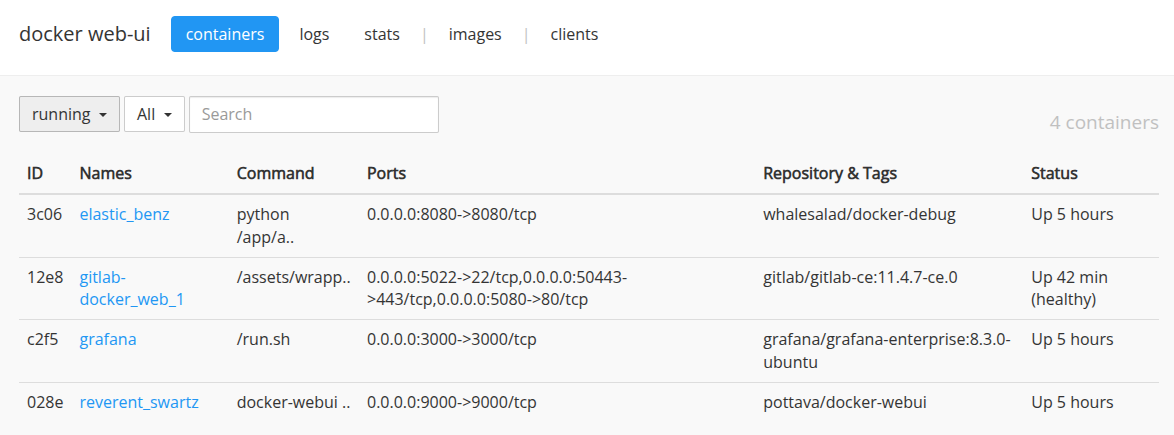 docker web-ui containers logs stats | images | clients
running All Search
4 containers
ID Names Command Ports Repository & Tags Status
3c06 elastic_benz python 0.0.0.0:8080->8080/tcp whalesalad/docker-debug Up 5 hours
/app/a..
12e8 gitlab- /assets/wrapp.. 0.0.0.0:5022->22/tcp,0.0.0.0:50443- gitlab/gitlab-ce:11.4.7-ce.0 Up 42 min
docker_web_1 >443/tcp,0.0.0.0:5080->80/tcp (healthy)
c2f5 grafana /run.sh 0.0.0.0:3000->3000/tcp grafana/grafana-enterprise:8.3.0- Up 5 hours
ubuntu
028e reverent_swartz docker-webui .. 0.0.0.0:9000->9000/tcp pottava/docker-webui Up 5 hours